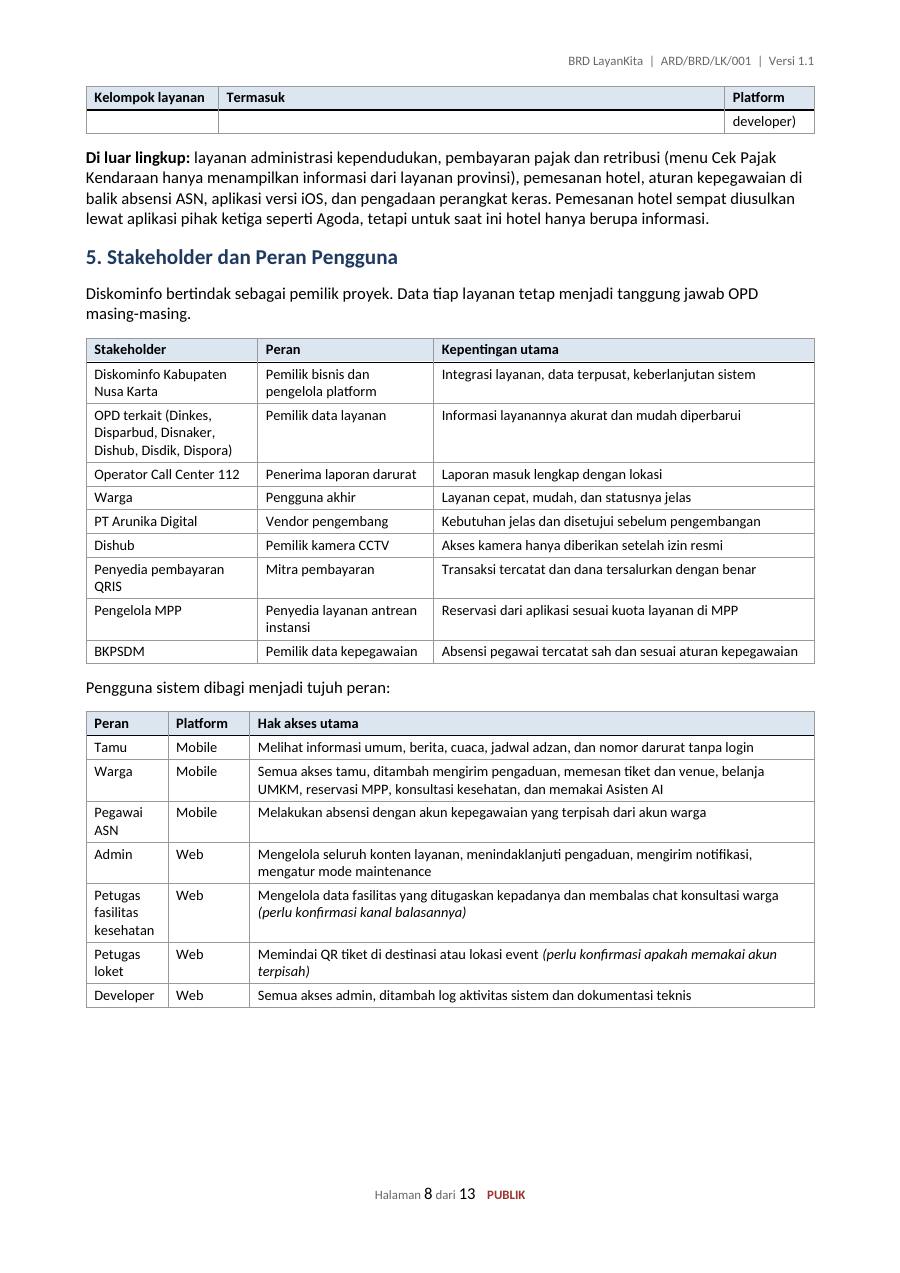 BRD LayanKita | ARD/BRD/LK/001 | Versi 1.1
Kelompok layanan Termasuk Platform
developer)
Di luar lingkup: layanan administrasi kependudukan, pembayaran pajak dan retribusi (menu Cek Pajak
Kendaraan hanya menampilkan informasi dari layanan provinsi), pemesanan hotel, aturan kepegawaian di
balik absensi ASN, aplikasi versi iOS, dan pengadaan perangkat keras. Pemesanan hotel sempat diusulkan
lewat aplikasi pihak ketiga seperti Agoda, tetapi untuk saat ini hotel hanya berupa informasi.
5. Stakeholder dan Peran Pengguna
Diskominfo bertindak sebagai pemilik proyek. Data tiap layanan tetap menjadi tanggung jawab OPD
masing-masing.
Stakeholder Peran Kepentingan utama
Diskominfo Kabupaten Pemilik bisnis dan Integrasi layanan, data terpusat, keberlanjutan sistem
Nusa Karta pengelola platform
OPD terkait (Dinkes, Pemilik data layanan Informasi layanannya akurat dan mudah diperbarui
Disparbud, Disnaker,
Dishub, Disdik, Dispora)
Operator Call Center 112 Penerima laporan darurat Laporan masuk lengkap dengan lokasi
Warga Pengguna akhir Layanan cepat, mudah, dan statusnya jelas
PT Arunika Digital Vendor pengembang Kebutuhan jelas dan disetujui sebelum pengembangan
Dishub Pemilik kamera CCTV Akses kamera hanya diberikan setelah izin resmi
Penyedia pembayaran Mitra pembayaran Transaksi tercatat dan dana tersalurkan dengan benar
QRIS
Pengelola MPP Penyedia layanan antrean Reservasi dari aplikasi sesuai kuota layanan di MPP
instansi
BKPSDM Pemilik data kepegawaian Absensi pegawai tercatat sah dan sesuai aturan kepegawaian
Pengguna sistem dibagi menjadi tujuh peran:
Peran Platform Hak akses utama
Tamu Mobile Melihat informasi umum, berita, cuaca, jadwal adzan, dan nomor darurat tanpa login
Warga Mobile Semua akses tamu, ditambah mengirim pengaduan, memesan tiket dan venue, belanja
UMKM, reservasi MPP, konsultasi kesehatan, dan memakai Asisten AI
Pegawai Mobile Melakukan absensi dengan akun kepegawaian yang terpisah dari akun warga
ASN
Admin Web Mengelola seluruh konten layanan, menindaklanjuti pengaduan, mengirim notifikasi,
mengatur mode maintenance
Petugas Web Mengelola data fasilitas yang ditugaskan kepadanya dan membalas chat konsultasi warga
fasilitas (perlu konfirmasi kanal balasannya)
kesehatan
Petugas Web Memindai QR tiket di destinasi atau lokasi event (perlu konfirmasi apakah memakai akun
loket terpisah)
Developer Web Semua akses admin, ditambah log aktivitas sistem dan dokumentasi teknis
Halaman 8 dari 13 PUBLIK